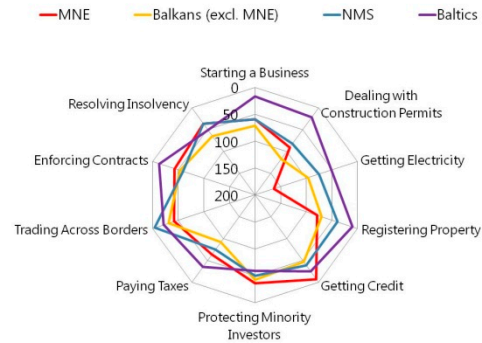 MNE Balkans (excl. MNE) NMS Baltics
Starting a Business
Dealing with
Construction Permits
Getting Electricity
Registering Property
Getting Credit
Protecting Minority
Investors
Paying Taxes
Trading Across Borders
Enforcing Contracts
Resolving Insolvency
0
50
100
150
200